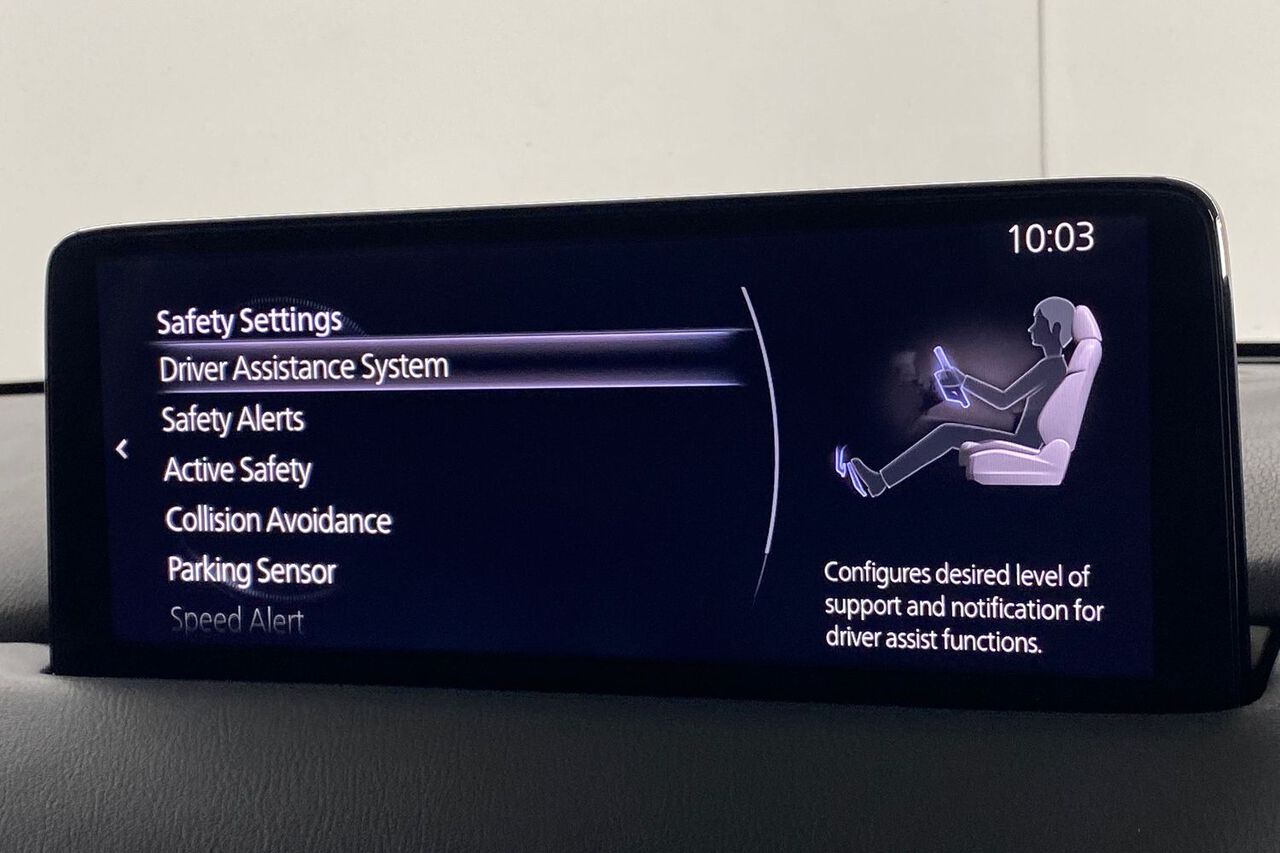 10:03
Safety Settings
Driver Assistance System
Safety Alerts
Active Safety
Collision Avoidance
Parking Sensor
Speed Alert
Configures desired level of
support and notification for
driver assist functions.